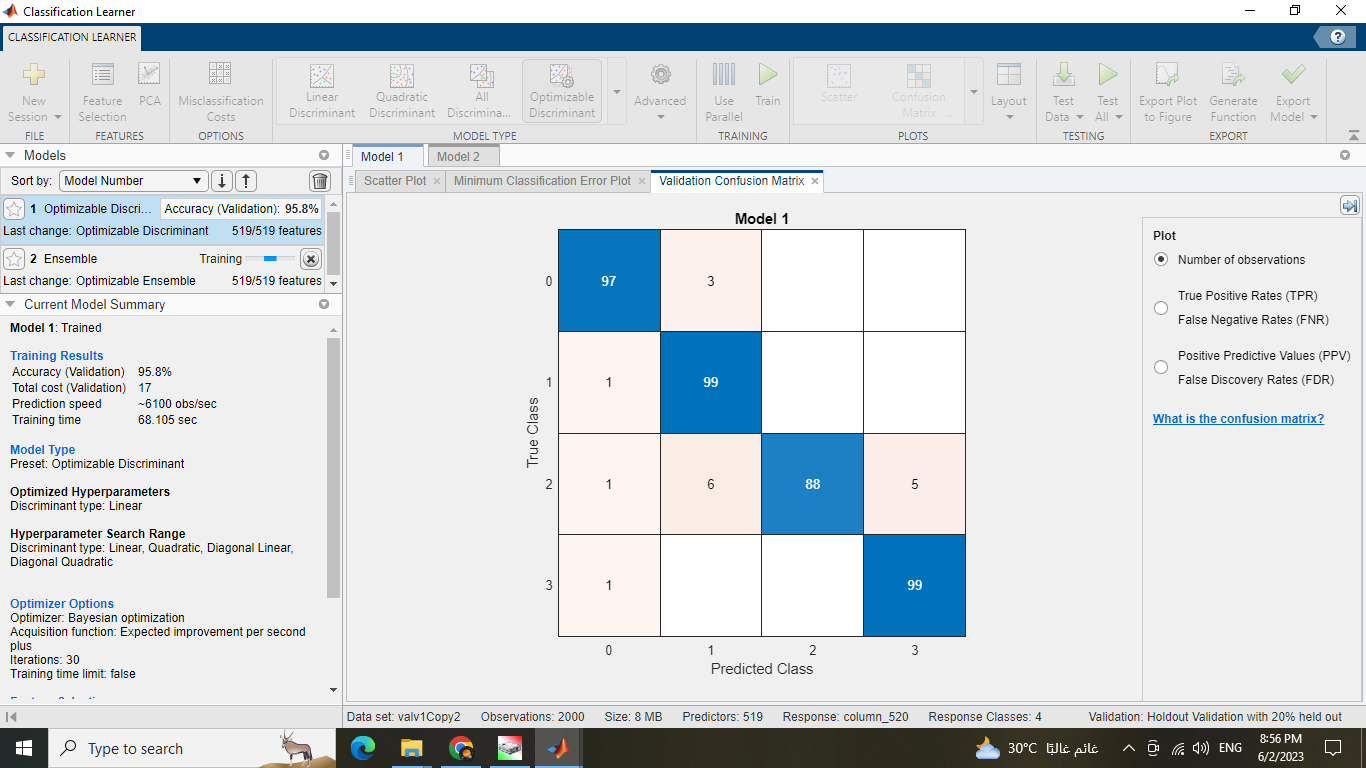 Classification Learner
CLASSIFICATION LEARNER
New Session
Feature Selection
PCA
Misclassification Costs
Linear Discriminant
Quadratic Discriminant
All Discrimina...
Optimizable Discriminant
Advanced
Use Parallel
Train
Scatter
Confusion Matrix ...
Layout
Test Data
Test All
Export Plot to Figure
Generate Function
Export Model
FILE
FEATURES
OPTIONS
MODEL TYPE
TRAINING
PLOTS
TESTING
EXPORT
Models
Sort by: Model Number
1 Optimizable Discri... Accuracy (Validation): 95.8%
Last change: Optimizable Discriminant 519/519 features
2 Ensemble Training
Last change: Optimizable Ensemble 519/519 features
Current Model Summary
Model 1: Trained
Training Results
Accuracy (Validation) 95.8%
Total cost (Validation) 17
Prediction speed ~6100 obs/sec
Training time 68.105 sec
Model Type
Preset: Optimizable Discriminant
Optimized Hyperparameters
Discriminant type: Linear
Hyperparameter Search Range
Discriminant type: Linear, Quadratic, Diagonal Linear,
Diagonal Quadratic
Optimizer Options
Optimizer: Bayesian optimization
Acquisition function: Expected improvement per second
plus
Iterations: 30
Training time limit: false
Model 1 Model 2
Scatter Plot Minimum Classification Error Plot Validation Confusion Matrix
Model 1
0 97 3
1 1 99
2 1 6 88 5
3 1 99
0 1 2 3
True Class
Predicted Class
Plot
Number of observations
True Positive Rates (TPR)
False Negative Rates (FNR)
Positive Predictive Values (PPV)
False Discovery Rates (FDR)
What is the confusion matrix?
Data set: valv1Copy2 Observations: 2000 Size: 8 MB Predictors: 519 Response: column_520 Response Classes: 4 Validation: Holdout Validation with 20% held out
Type here to search
30°C غائم غالبًا
ENG
8:56 PM
6/2/2023